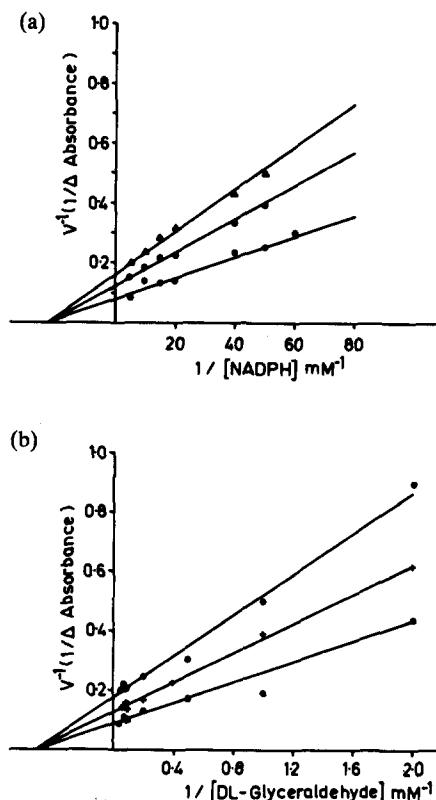 (a)
1·0
0·8
0·6
0·4
0·2
V⁻¹(1/Δ Absorbance)
20 40 60 80
1/ [NADPH] mM⁻¹
(b)
1·0
0·8
0·6
0·4
0·2
V⁻¹(1/Δ Absorbance)
0·4 0·8 1·2 1·6 2·0
1/ [DL-Glyceraldehyde] mM⁻¹